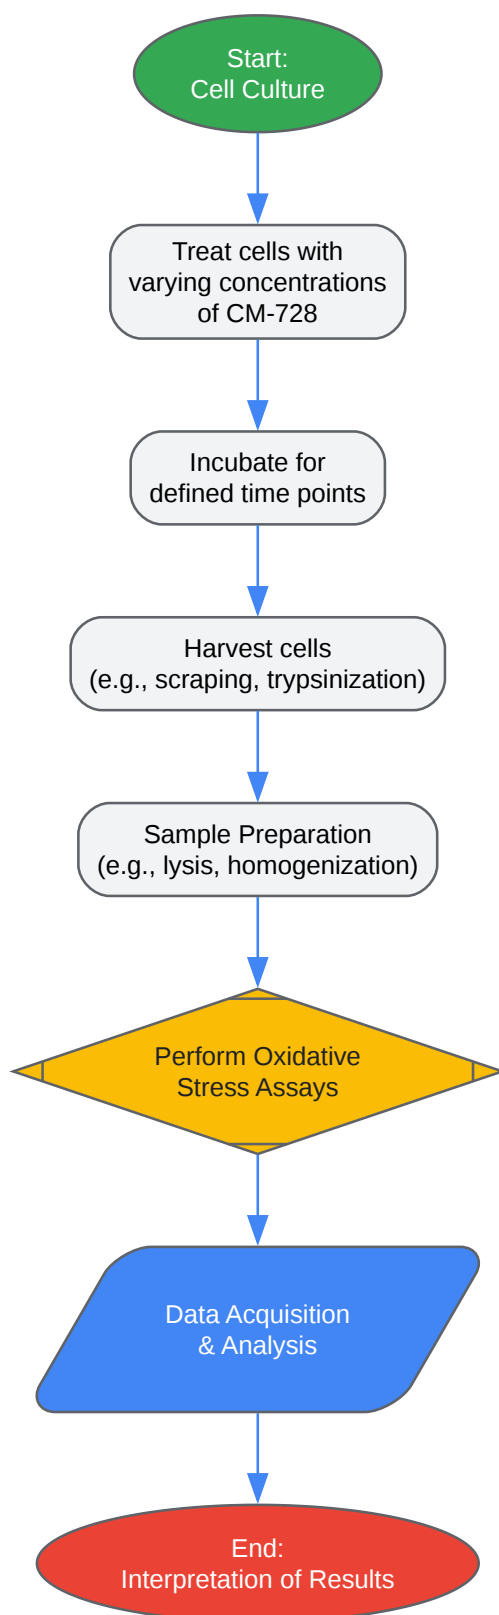 Start:
Cell Culture
Treat cells with
varying concentrations
of CM-728
Incubate for
defined time points
Harvest cells
(e.g., scraping, trypsinization)
Sample Preparation
(e.g., lysis, homogenization)
Perform Oxidative
Stress Assays
Data Acquisition
& Analysis
End:
Interpretation of Results